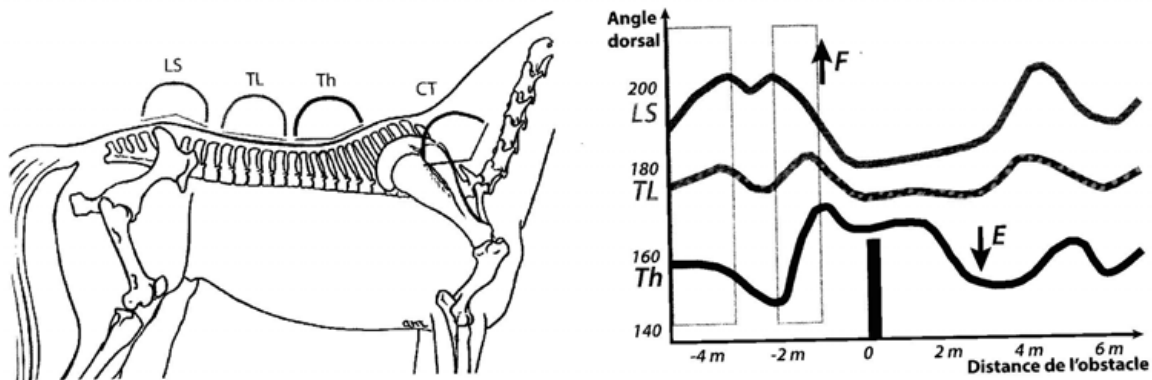 LS
TL
Th
CT
Angle
dorsal
200
LS
180
TL
160
Th
140
F
E
-4 m
-2 m
0
2 m
4 m
6 m
Distance de l'obstacle